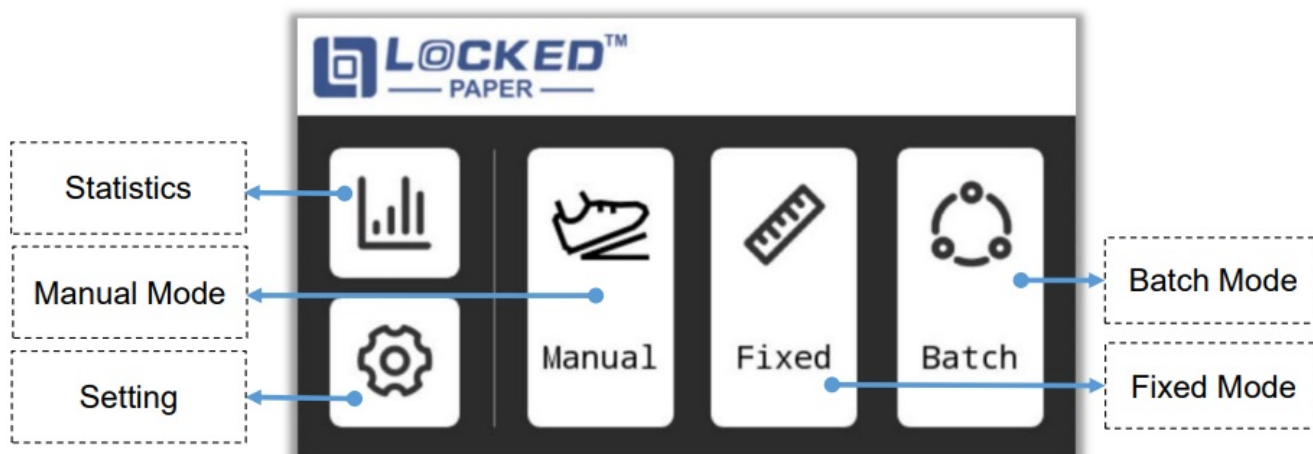 LOCKED™
PAPER
Statistics
Manual Mode
Setting
Manual
Fixed
Batch
Batch Mode
Fixed Mode